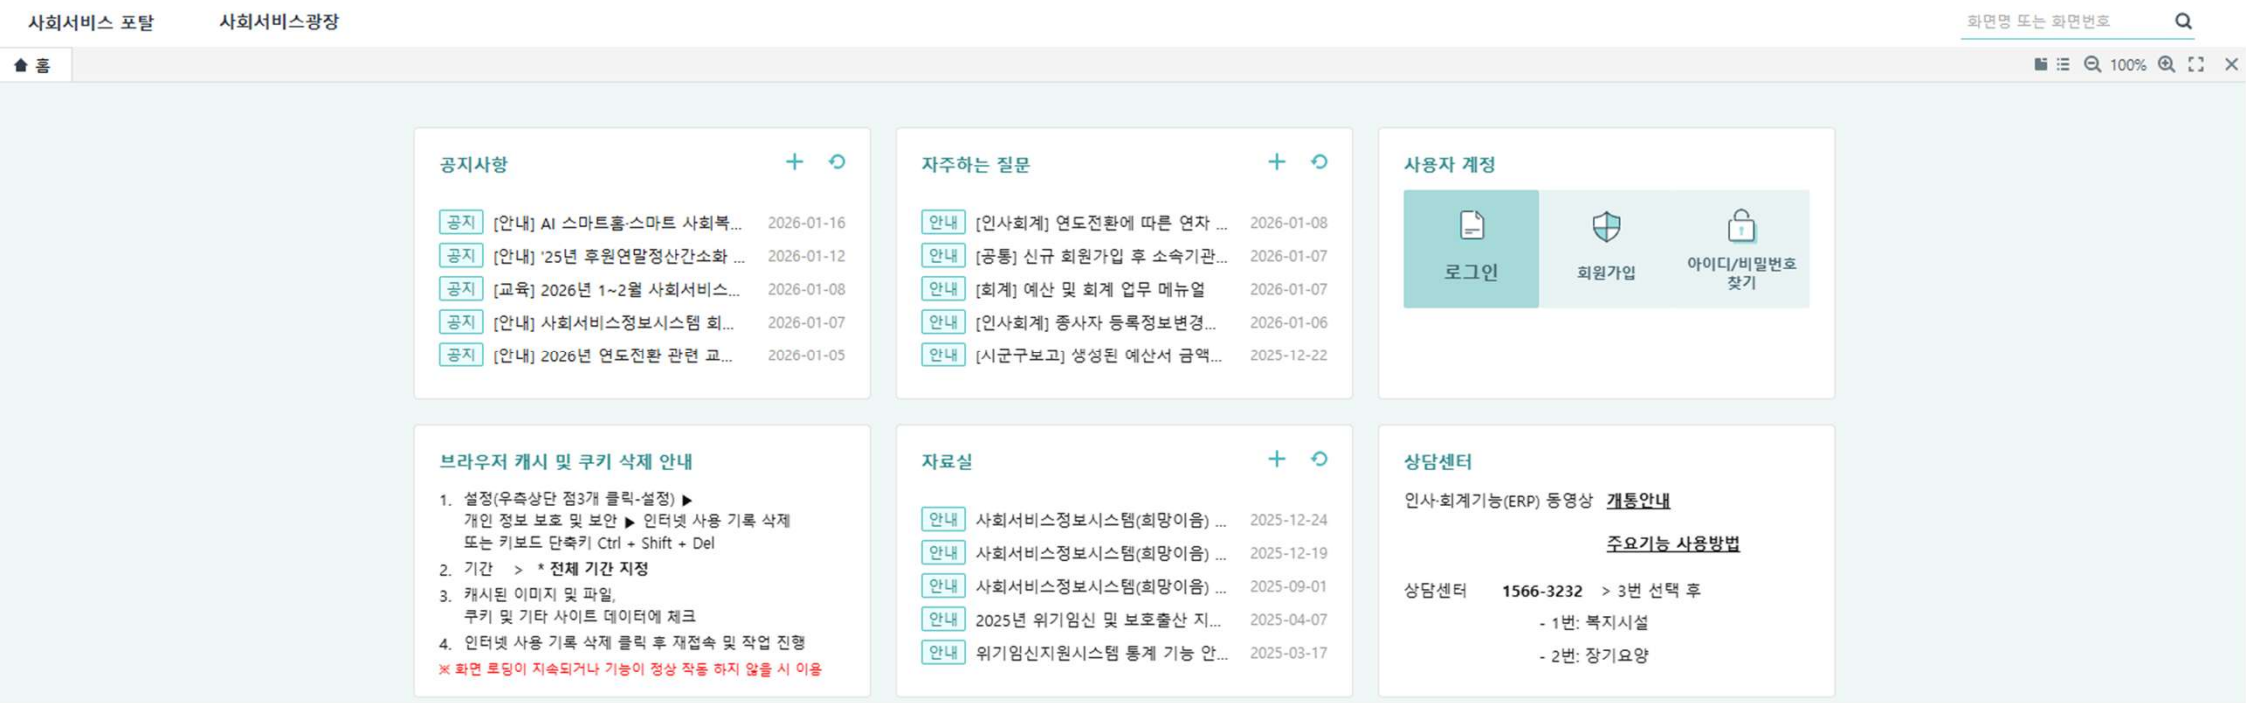 사회서비스 포탈
사회서비스광장
화면명 또는 화면번호
홈
100%
공지사항
공지 [안내] AI 스마트홈·스마트 사회복... 2026-01-16
공지 [안내] '25년 후원연말정산간소화 ... 2026-01-12
공지 [교육] 2026년 1~2월 사회서비스... 2026-01-08
공지 [안내] 사회서비스정보시스템 회... 2026-01-07
공지 [안내] 2026년 연도전환 관련 교... 2026-01-05
자주하는 질문
안내 [인사회계] 연도전환에 따른 연차 ... 2026-01-08
안내 [공통] 신규 회원가입 후 소속기관... 2026-01-07
안내 [회계] 예산 및 회계 업무 메뉴얼 2026-01-07
안내 [인사회계] 종사자 등록정보변경... 2026-01-06
안내 [시군구보고] 생성된 예산서 금액... 2025-12-22
사용자 계정
로그인
회원가입
아이디/비밀번호
찾기
브라우저 캐시 및 쿠키 삭제 안내
1. 설정(우측상단 점3개 클릭-설정) ▶
개인 정보 보호 및 보안 ▶ 인터넷 사용 기록 삭제
또는 키보드 단축키 Ctrl + Shift + Del
2. 기간 > * 전체 기간 지정
3. 캐시된 이미지 및 파일,
쿠키 및 기타 사이트 데이터에 체크
4. 인터넷 사용 기록 삭제 클릭 후 재접속 및 작업 진행
※ 화면 로딩이 지속되거나 기능이 정상 작동 하지 않을 시 이용
자료실
안내 사회서비스정보시스템(희망이음) ... 2025-12-24
안내 사회서비스정보시스템(희망이음) ... 2025-12-19
안내 사회서비스정보시스템(희망이음) ... 2025-09-01
안내 2025년 위기임신 및 보호출산 지... 2025-04-07
안내 위기임신지원시스템 통계 기능 안... 2025-03-17
상담센터
인사·회계기능(ERP) 동영상 개통안내
주요기능 사용방법
상담센터 1566-3232 > 3번 선택 후
- 1번: 복지시설
- 2번: 장기요양